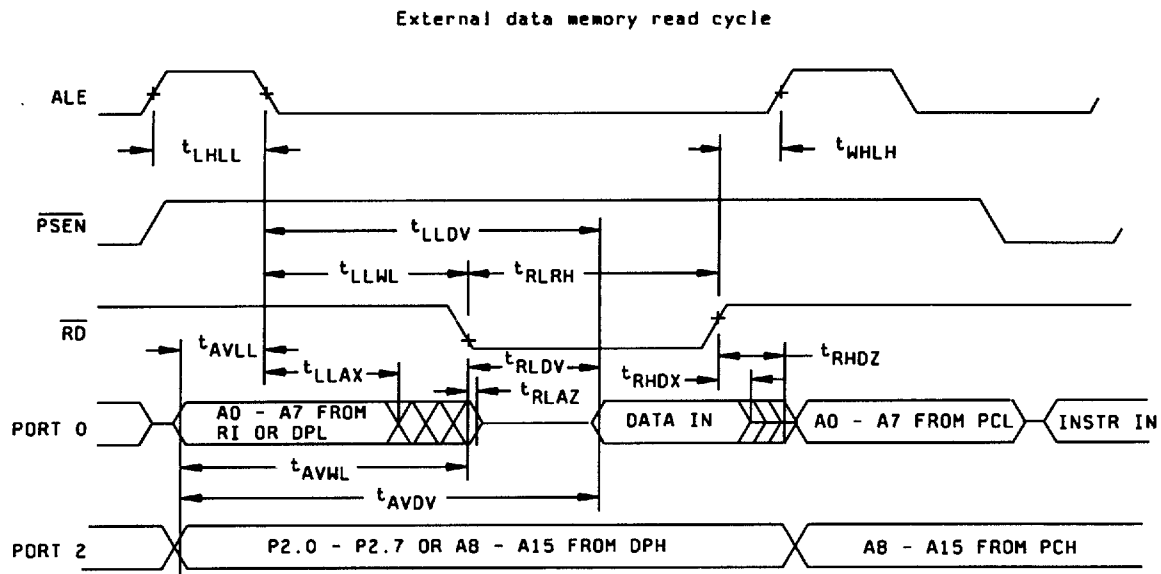 External data memory read cycle
ALE
tLHLL
tWHLH
PSEN
tLLDV
tLLWL
tRLRH
RD
tAVLL
tRLDV
tRHDZ
tLLAX
tRHDX
tRLAZ
PORT 0
A0 - A7 FROM
RI OR DPL
DATA IN
A0 - A7 FROM PCL
INSTR IN
tAVWL
tAVDV
PORT 2
P2.0 - P2.7 OR A8 - A15 FROM DPH
A8 - A15 FROM PCH